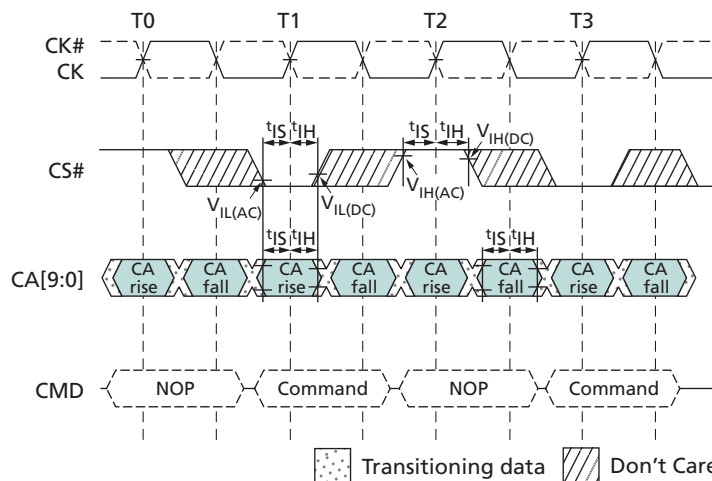 T0 T1 T2 T3
CK#
CK
tIS tIH tIS tIH VIH(DC)
CS#
VIL(AC) VIL(DC) VIH(AC)
tIS tIH tIS tIH
CA[9:0] CA rise CA fall CA rise CA fall CA rise CA fall CA rise CA fall
CMD NOP Command NOP Command
Transitioning data Don't Care